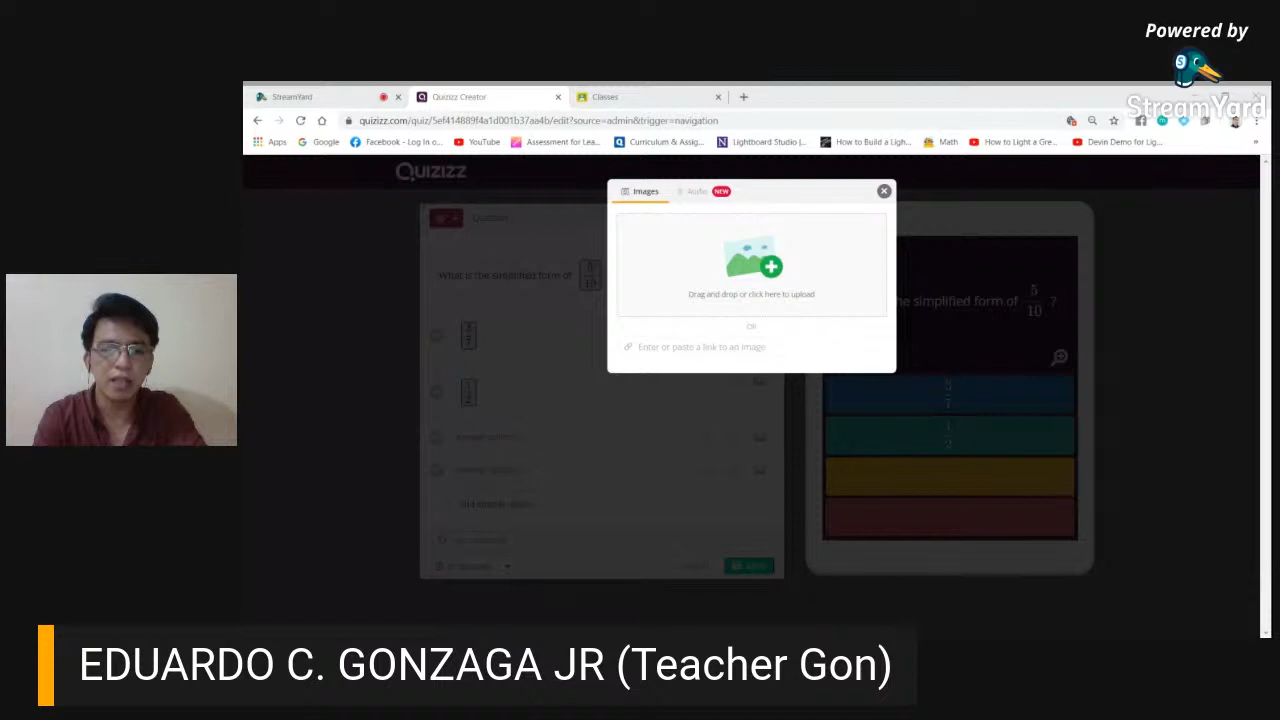 Powered by
StreamYard
StreamYard
Quizizz Creator
Classes
quizizz.com/quiz/5ef414889f4a1d001b37aa4b/edit?source=admin&trigger=navigation
Apps
Google
Facebook - Log In o...
YouTube
Assessment for Lea...
Curriculum & Assig...
Lightboard Studio |...
How to Build a Ligh...
Math
How to Light a Gre...
Devin Demo for Lig...
»
Quizizz
Images
Audio
NEW
What is the simplified form of
Drag and drop or click here to upload
OR
Enter or paste a link to an image
he simplified form of 5/10 ?
EDUARDO C. GONZAGA JR (Teacher Gon)